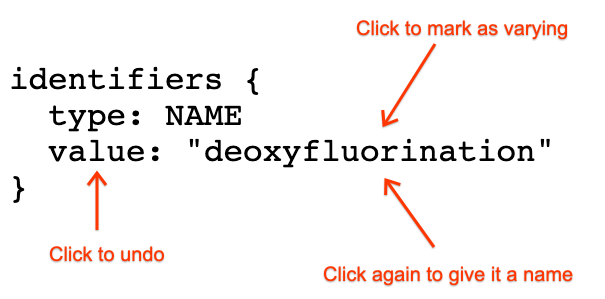 Click to mark as varying
identifiers {
  type: NAME
  value: "deoxyfluorination"
}
Click to undo
Click again to give it a name